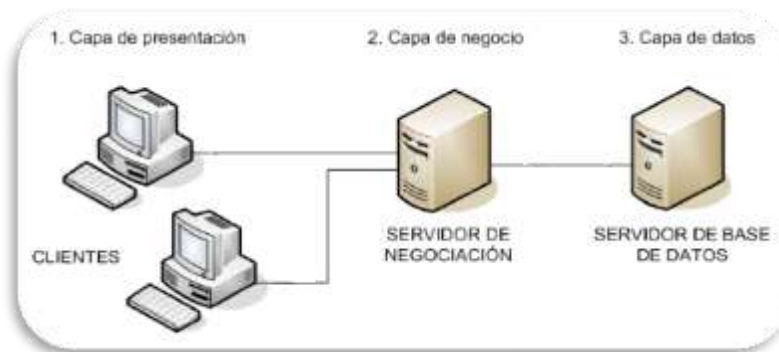 1. Capa de presentación
2. Capa de negocio
3. Capa de datos
CLIENTES
SERVIDOR DE
NEGOCIACIÓN
SERVIDOR DE BASE
DE DATOS